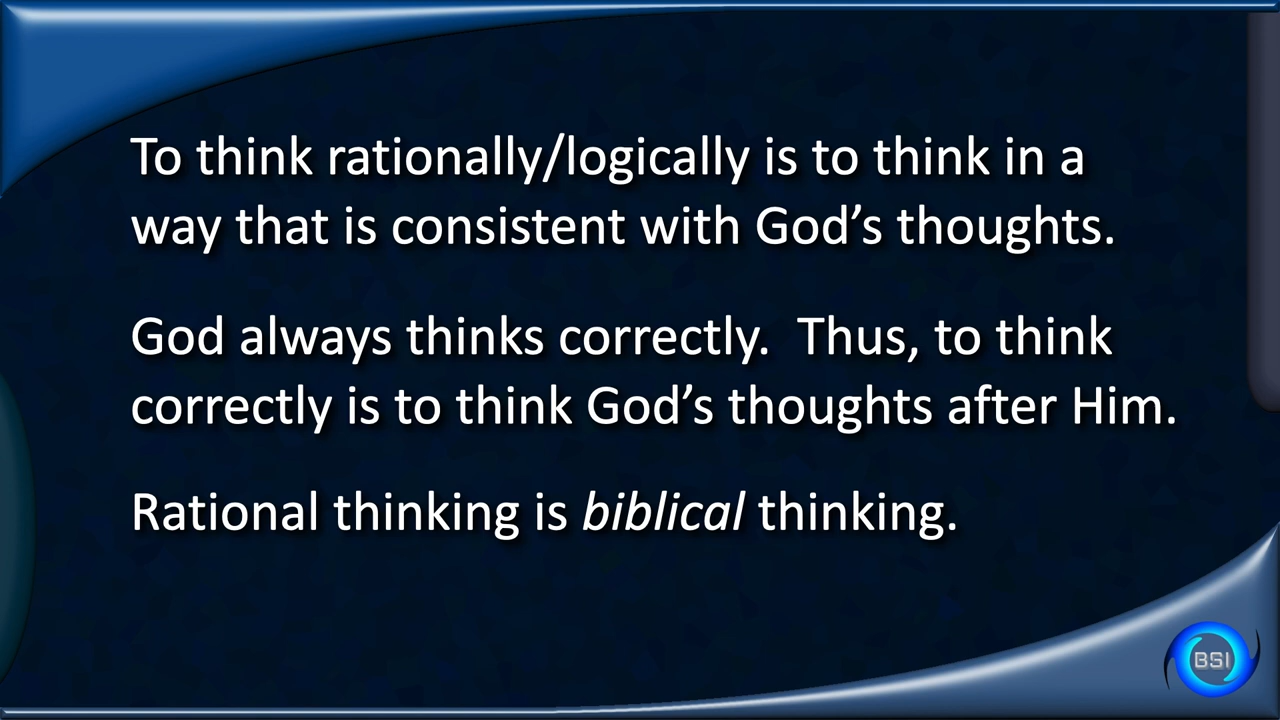 To think rationally/logically is to think in a
way that is consistent with God’s thoughts.
God always thinks correctly.  Thus, to think
correctly is to think God’s thoughts after Him.
Rational thinking is biblical thinking.
BSI